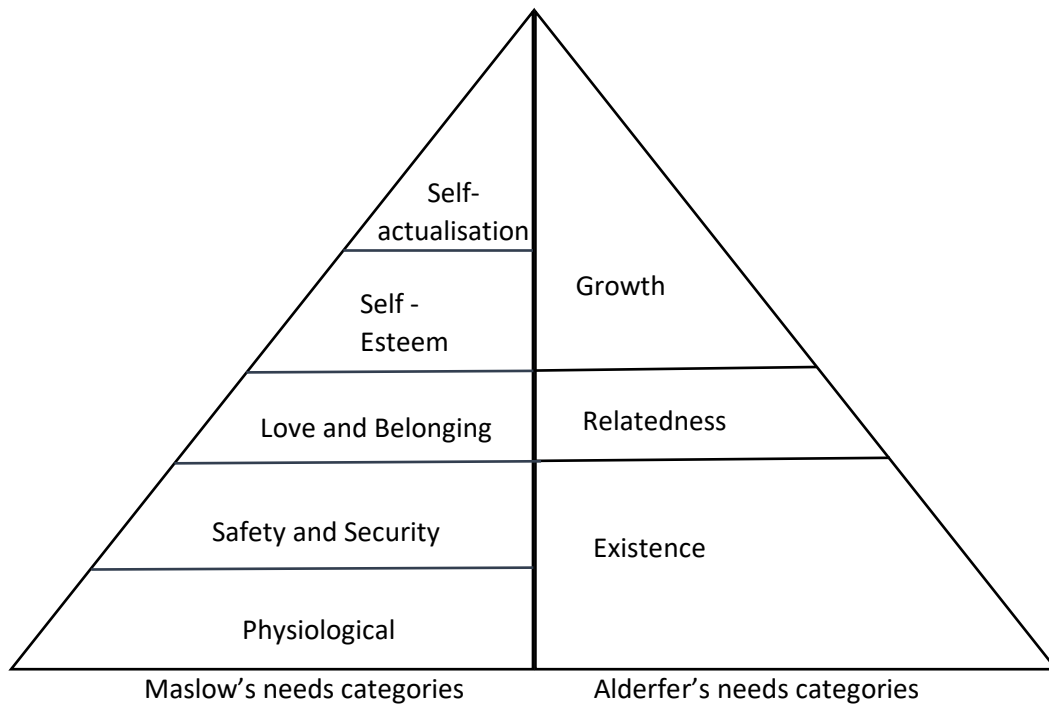 Self-
actualisation
Self -
Esteem
Love and Belonging
Safety and Security
Physiological
Growth
Relatedness
Existence
Maslow’s needs categories
Alderfer’s needs categories